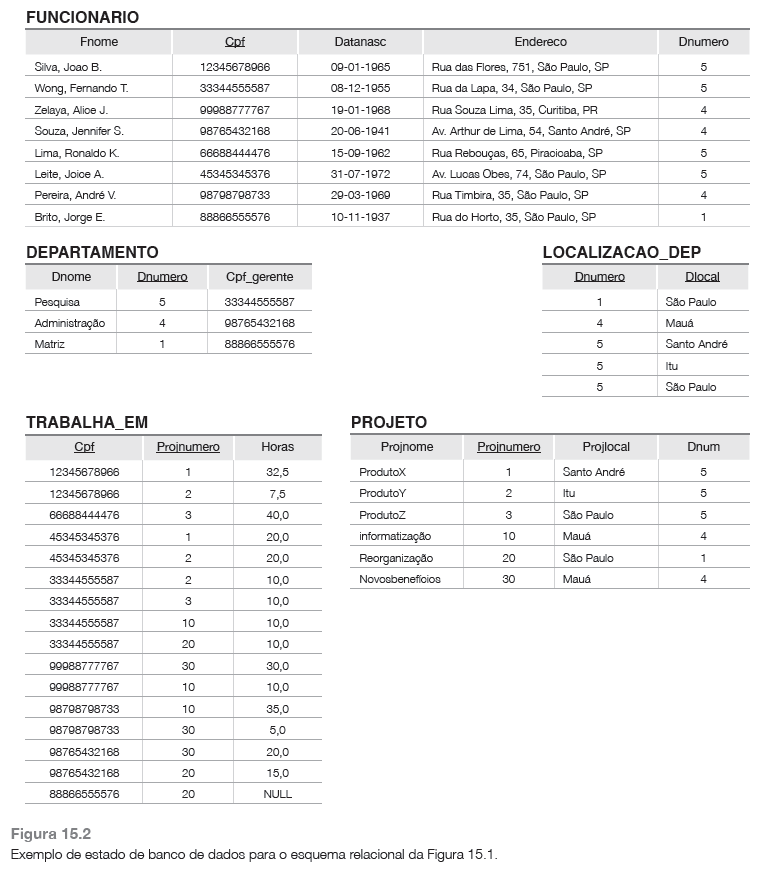 FUNCIONARIO
Fnome Cpf Datanasc Endereco Dnumero
Silva, Joao B. 12345678966 09-01-1965 Rua das Flores, 751, São Paulo, SP 5
Wong, Fernando T. 33344555587 08-12-1955 Rua da Lapa, 34, São Paulo, SP 5
Zelaya, Alice J. 99988777767 19-01-1968 Rua Souza Lima, 35, Curitiba, PR 4
Souza, Jennifer S. 98765432168 20-06-1941 Av. Arthur de Lima, 54, Santo André, SP 4
Lima, Ronaldo K. 66688444476 15-09-1962 Rua Rebouças, 65, Piracicaba, SP 5
Leite, Joice A. 45345345376 31-07-1972 Av. Lucas Obes, 74, São Paulo, SP 5
Pereira, André V. 98798798733 29-03-1969 Rua Timbira, 35, São Paulo, SP 4
Brito, Jorge E. 88866555576 10-11-1937 Rua do Horto, 35, São Paulo, SP 1
DEPARTAMENTO
Dnome Dnumero Cpf_gerente
Pesquisa 5 33344555587
Administração 4 98765432168
Matriz 1 88866555576
LOCALIZACAO_DEP
Dnumero Dlocal
1 São Paulo
4 Mauá
5 Santo André
5 Itu
5 São Paulo
TRABALHA_EM
Cpf Projnumero Horas
12345678966 1 32,5
12345678966 2 7,5
66688444476 3 40,0
45345345376 1 20,0
45345345376 2 20,0
33344555587 2 10,0
33344555587 3 10,0
33344555587 10 10,0
33344555587 20 10,0
99988777767 30 30,0
99988777767 10 10,0
98798798733 10 35,0
98798798733 30 5,0
98765432168 30 20,0
98765432168 20 15,0
88866555576 20 NULL
PROJETO
Projnome Projnumero Projlocal Dnum
ProdutoX 1 Santo André 5
ProdutoY 2 Itu 5
ProdutoZ 3 São Paulo 5
informatização 10 Mauá 4
Reorganização 20 São Paulo 1
Novosbenefícios 30 Mauá 4
Figura 15.2
Exemplo de estado de banco de dados para o esquema relacional da Figura 15.1.